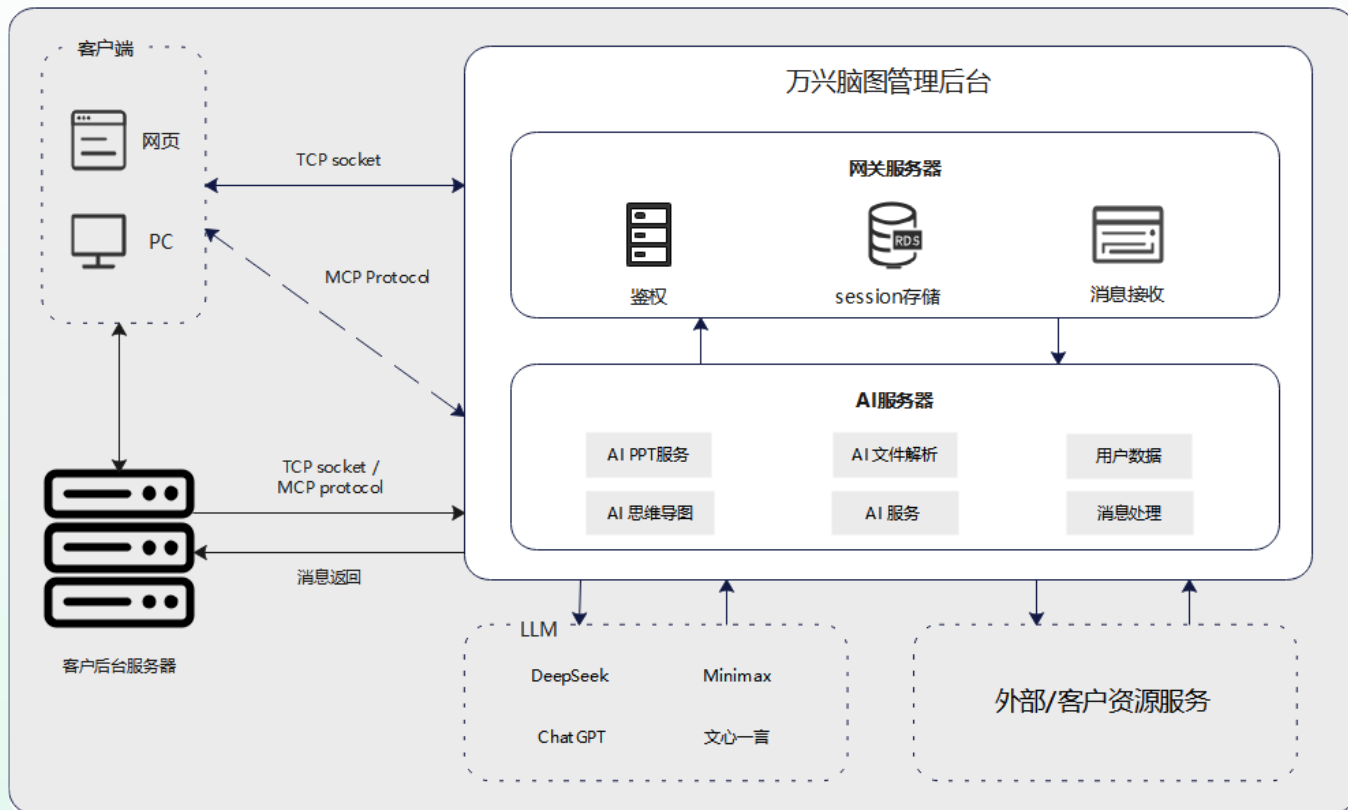 客户端
网页
PC
TCP socket
MCP Protocol
TCP socket /
MCP protocol
消息返回
客户后台服务器
万兴脑图管理后台
网关服务器
RDS
鉴权
session存储
消息接收
AI服务器
AI PPT服务
AI 文件解析
用户数据
AI 思维导图
AI 服务
消息处理
LLM
DeepSeek
Minimax
ChatGPT
文心一言
外部/客户资源服务